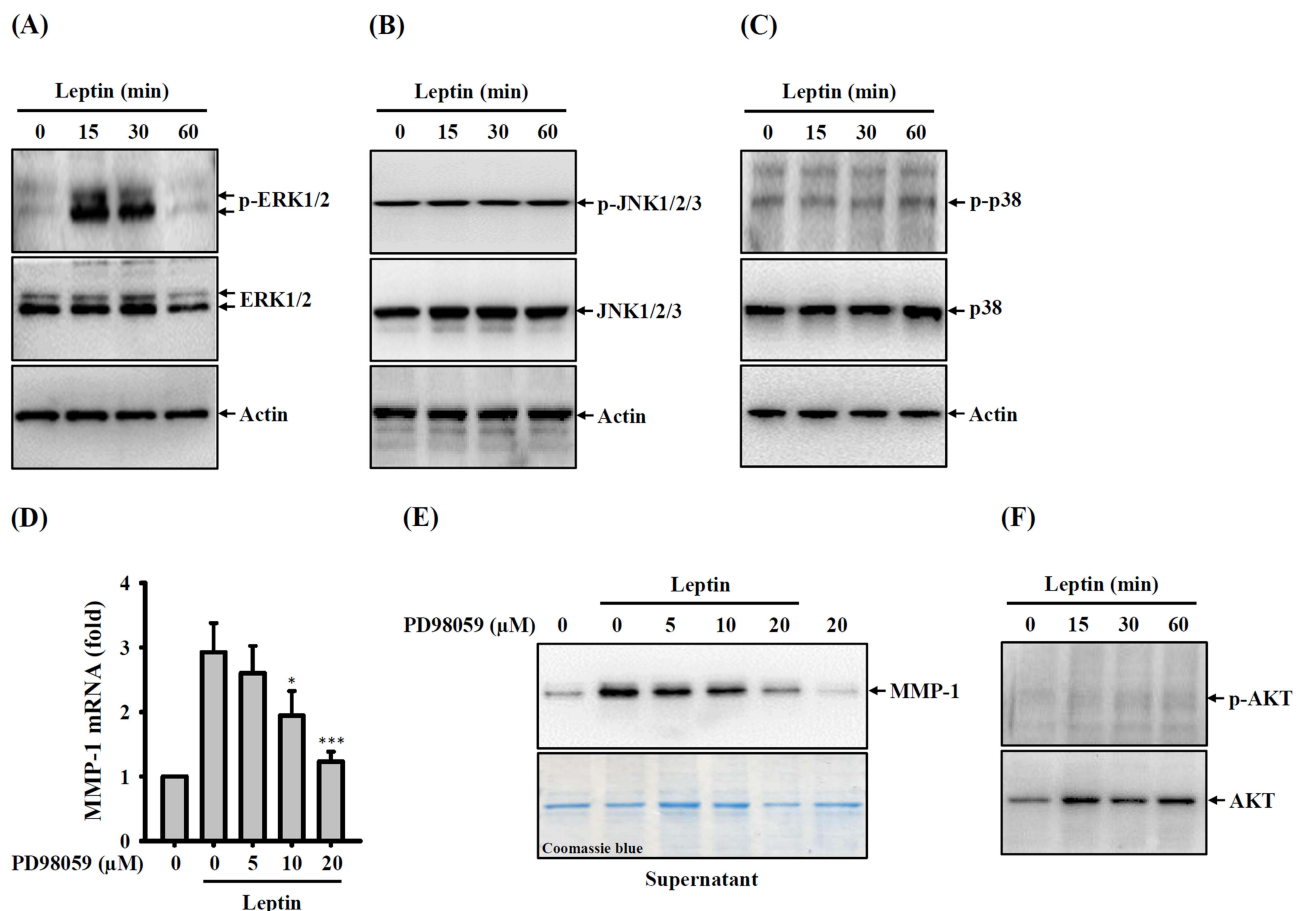 (A)
Leptin (min)
0 15 30 60
p-ERK1/2
ERK1/2
Actin
(B)
Leptin (min)
0 15 30 60
p-JNK1/2/3
JNK1/2/3
Actin
(C)
Leptin (min)
0 15 30 60
p-p38
p38
Actin
(D)
MMP-1 mRNA (fold)
4
3
2
1
0
*
***
PD98059 (μM) 0 0 5 10 20
Leptin
(E)
Leptin
PD98059 (μM) 0 0 5 10 20 20
MMP-1
Coomassie blue
Supernatant
(F)
Leptin (min)
0 15 30 60
p-AKT
AKT